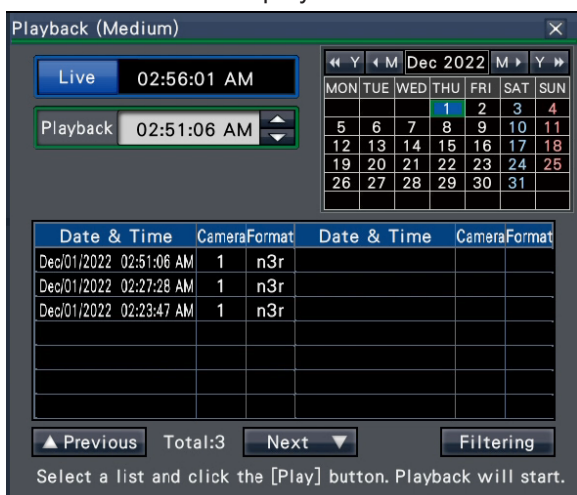 Playback (Medium)
Live 02:56:01 AM
Playback 02:51:06 AM
Y M Dec 2022 M Y
MON TUE WED THU FRI SAT SUN
1 2 3 4
5 6 7 8 9 10 11
12 13 14 15 16 17 18
19 20 21 22 23 24 25
26 27 28 29 30 31
Date & Time Camera Format Date & Time Camera Format
Dec/01/2022 02:51:06 AM 1 n3r
Dec/01/2022 02:27:28 AM 1 n3r
Dec/01/2022 02:23:47 AM 1 n3r
Previous Total:3 Next Filtering
Select a list and click the [Play] button. Playback will start.